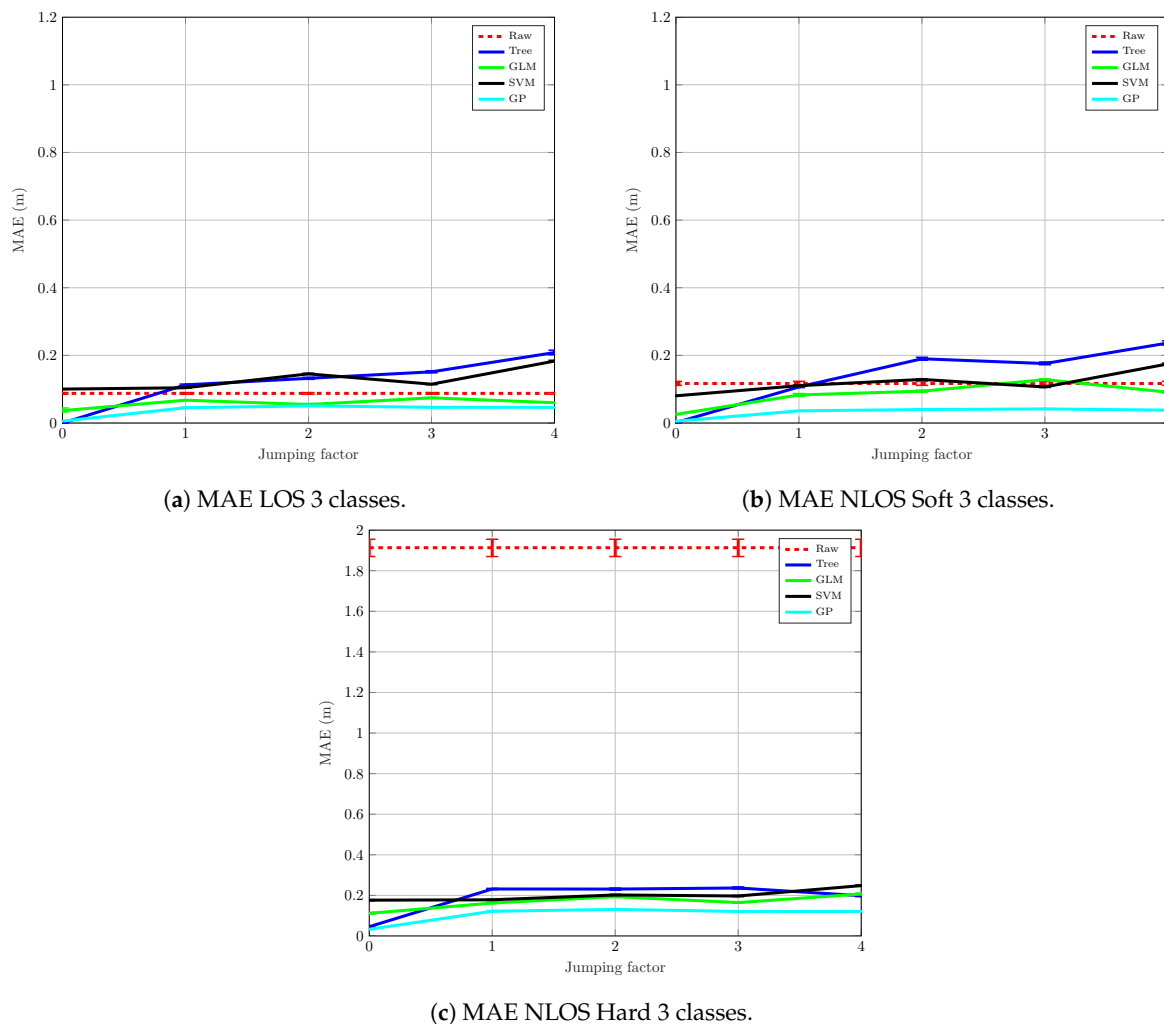 1.2
1
0.8
0.6
0.4
0.2
0
MAE (m)
0 1 2 3 4
Jumping factor
Raw
Tree
GLM
SVM
GP
(a) MAE LOS 3 classes.
1.2
1
0.8
0.6
0.4
0.2
0
MAE (m)
0 1 2 3
Jumping factor
Raw
Tree
GLM
SVM
GP
(b) MAE NLOS Soft 3 classes.
2
1.8
1.6
1.4
1.2
1
0.8
0.6
0.4
0.2
0
MAE (m)
0 1 2 3 4
Jumping factor
Raw
Tree
GLM
SVM
GP
(c) MAE NLOS Hard 3 classes.